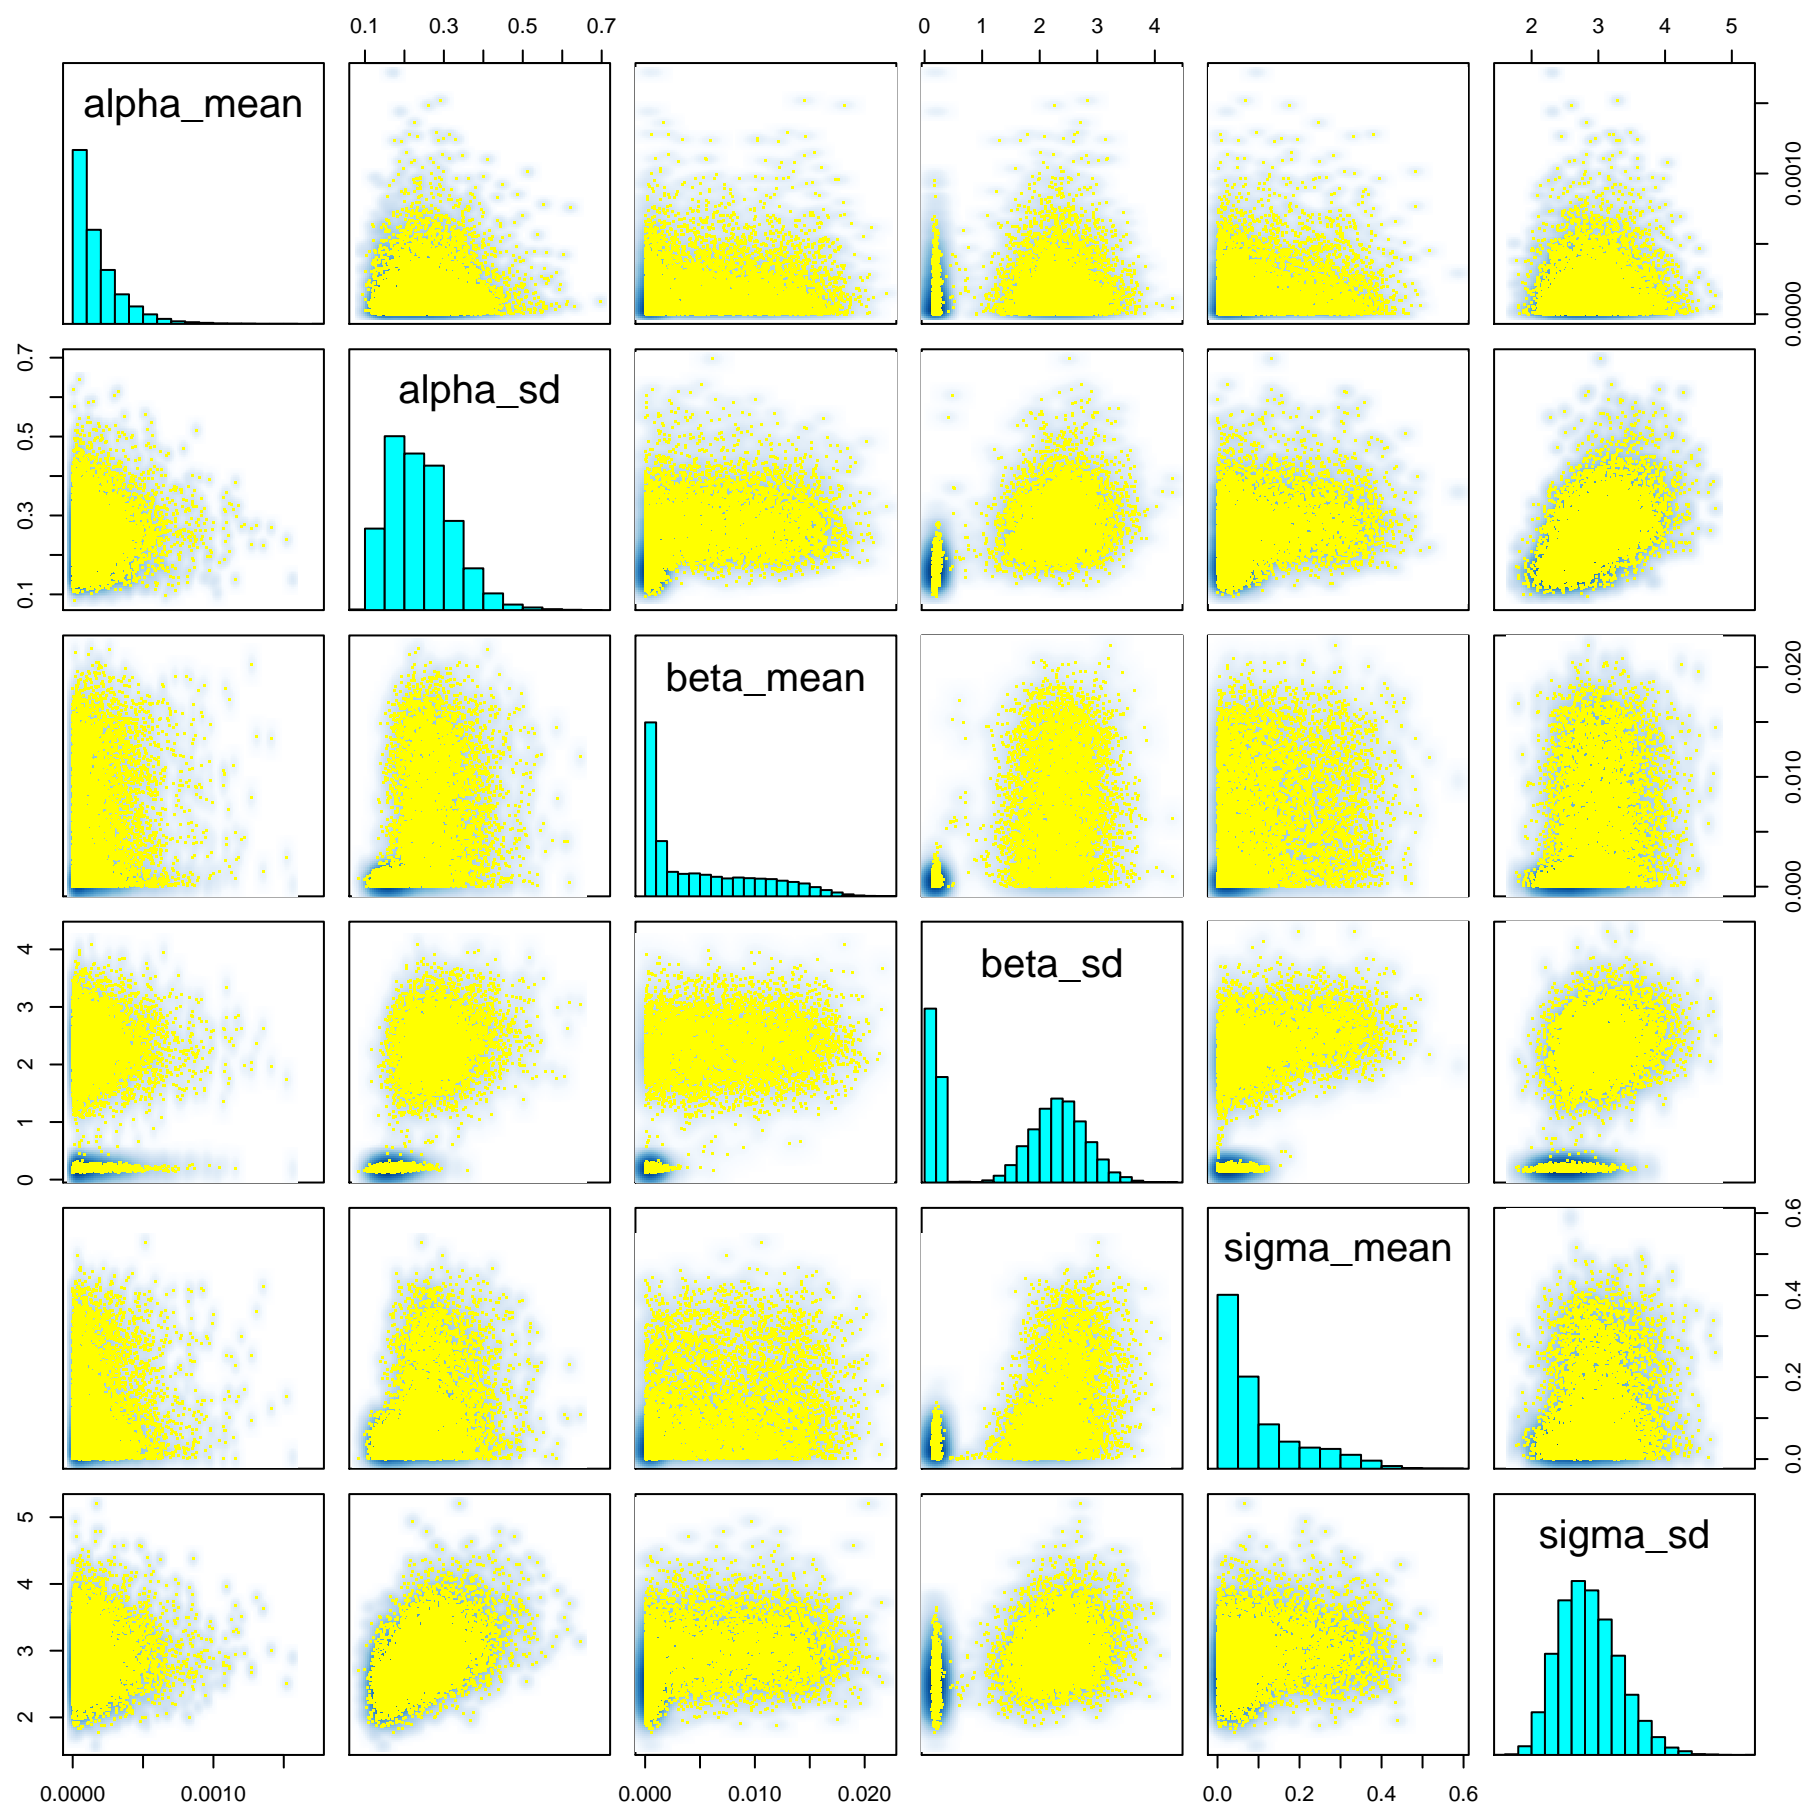 0.1 0.3 0.5 0.7 0 1 2 3 4 2 3 4 5
alpha_mean
0.0000 0.0010
alpha_sd
0.1 0.3 0.5 0.7
beta_mean
0.000 0.010 0.020
beta_sd
0 1 2 3 4
sigma_mean
0.0 0.2 0.4 0.6
sigma_sd
2 3 4 5
0.0000 0.0010 0.000 0.010 0.020 0.0 0.2 0.4 0.6